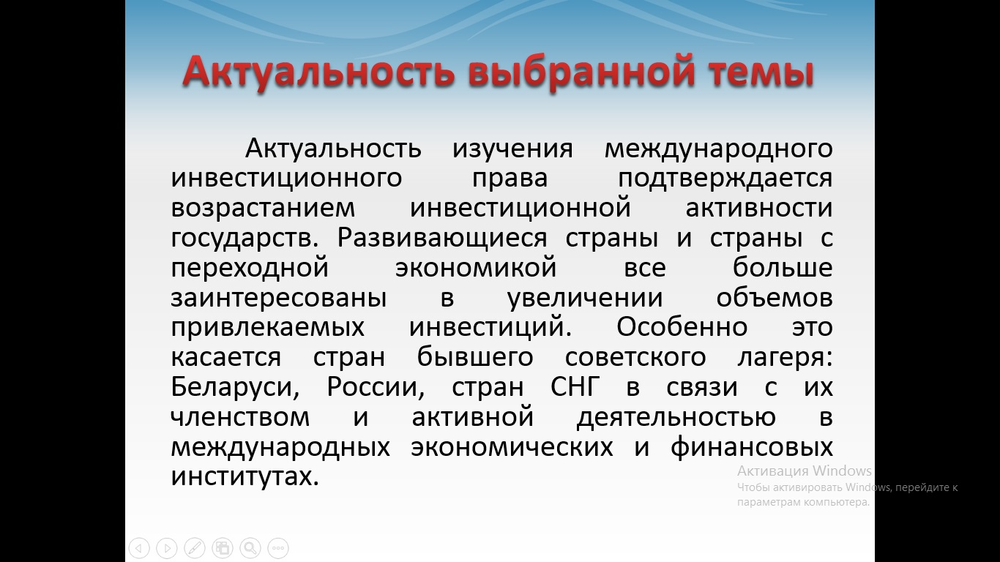 Актуальность выбранной темы
Актуальность изучения международного
инвестиционного права подтверждается
возрастанием инвестиционной активности
государств. Развивающиеся страны и страны с
переходной экономикой все больше
заинтересованы в увеличении объемов
привлекаемых инвестиций. Особенно это
касается стран бывшего советского лагеря:
Беларуси, России, стран СНГ в связи с их
членством и активной деятельностью в
международных экономических и финансовых
институтах.
Активация Windows
Чтобы активировать Windows, перейдите к
параметрам компьютера.